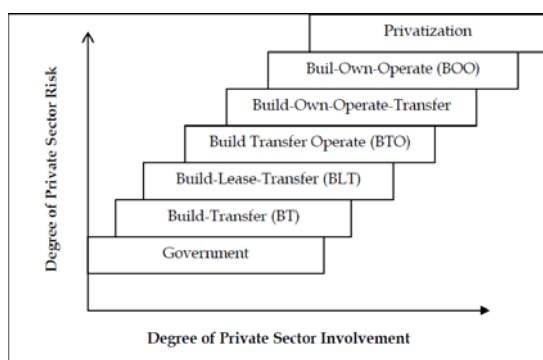 Privatization
Buil-Own-Operate (BOO)
Build-Own-Operate-Transfer
Build Transfer Operate (BTO)
Build-Lease-Transfer (BLT)
Build-Transfer (BT)
Government
Degree of Private Sector Risk
Degree of Private Sector Involvement